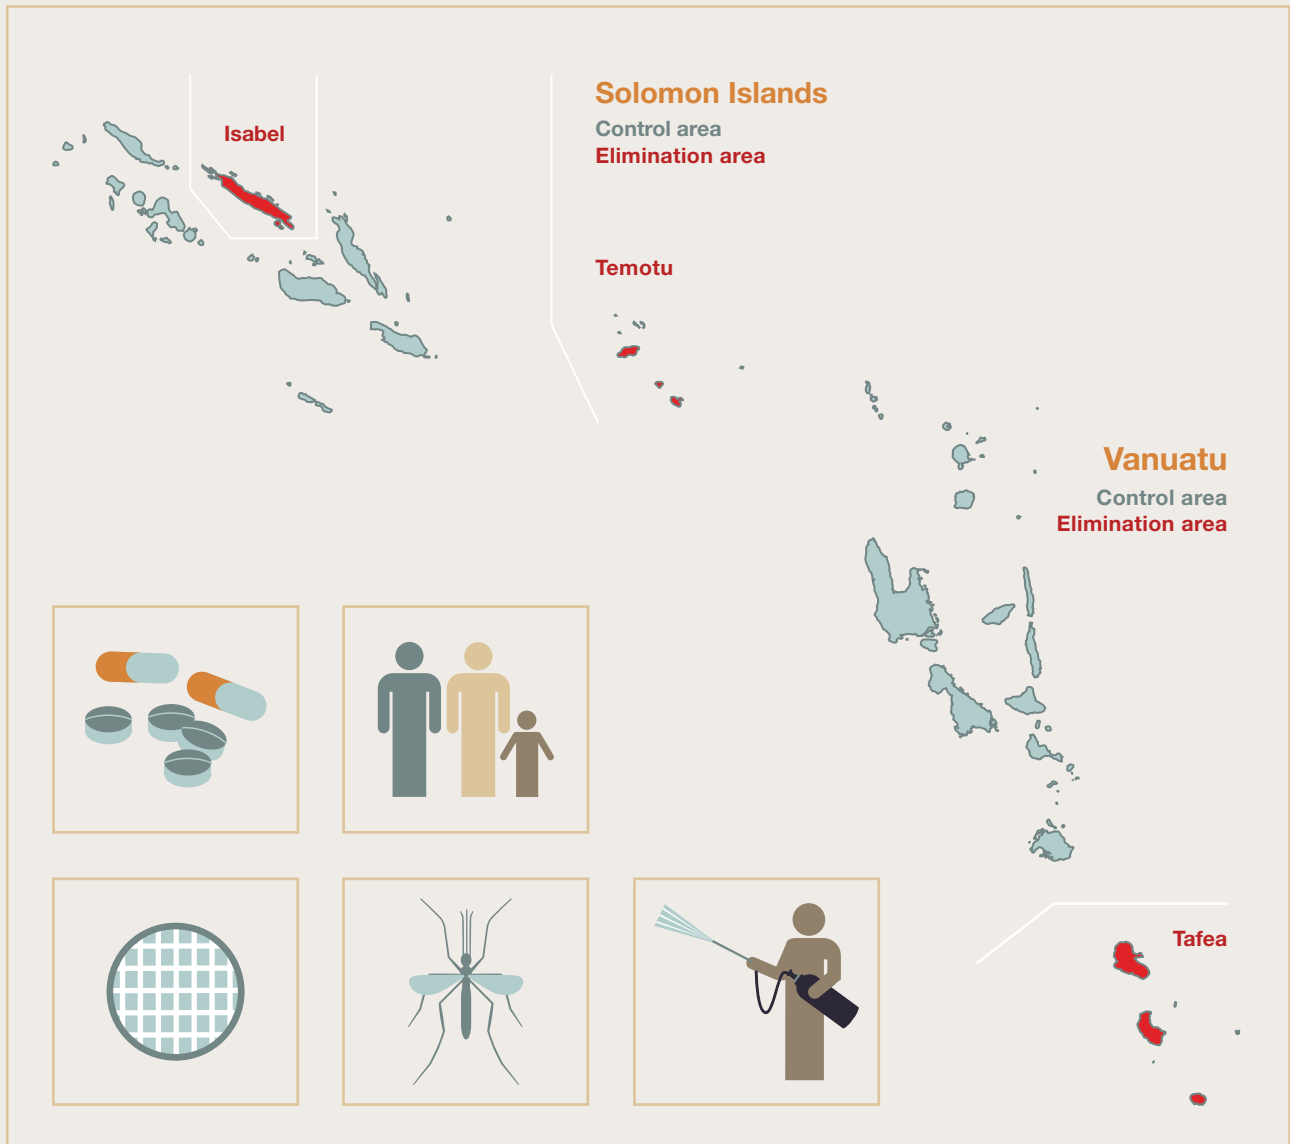 Solomon Islands
Control area
Elimination area
Isabel
Temotu
Vanuatu
Control area
Elimination area
Tafea